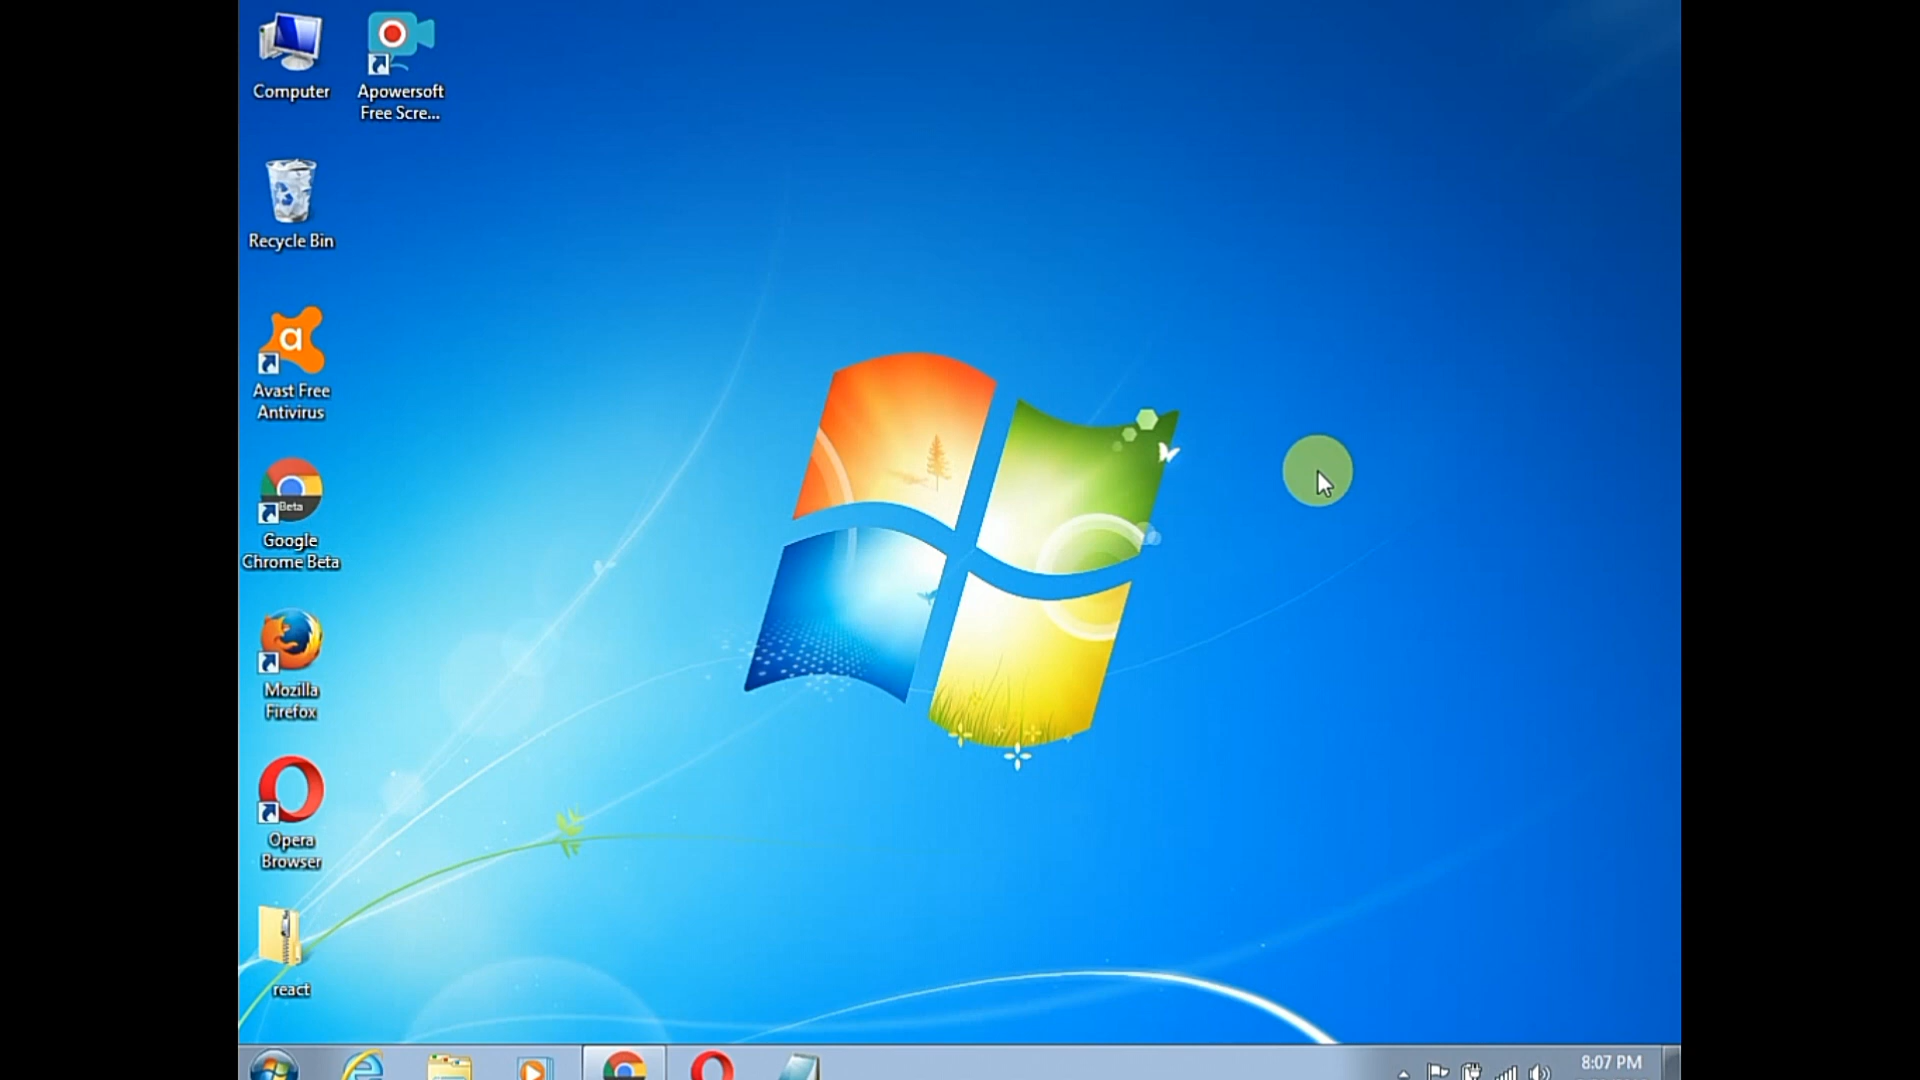 Computer
Apowersoft
Free Scre...
Recycle Bin
a
Avast Free
Antivirus
Beta
Google
Chrome Beta
Mozilla
Firefox
Opera
Browser
react
8:07 PM